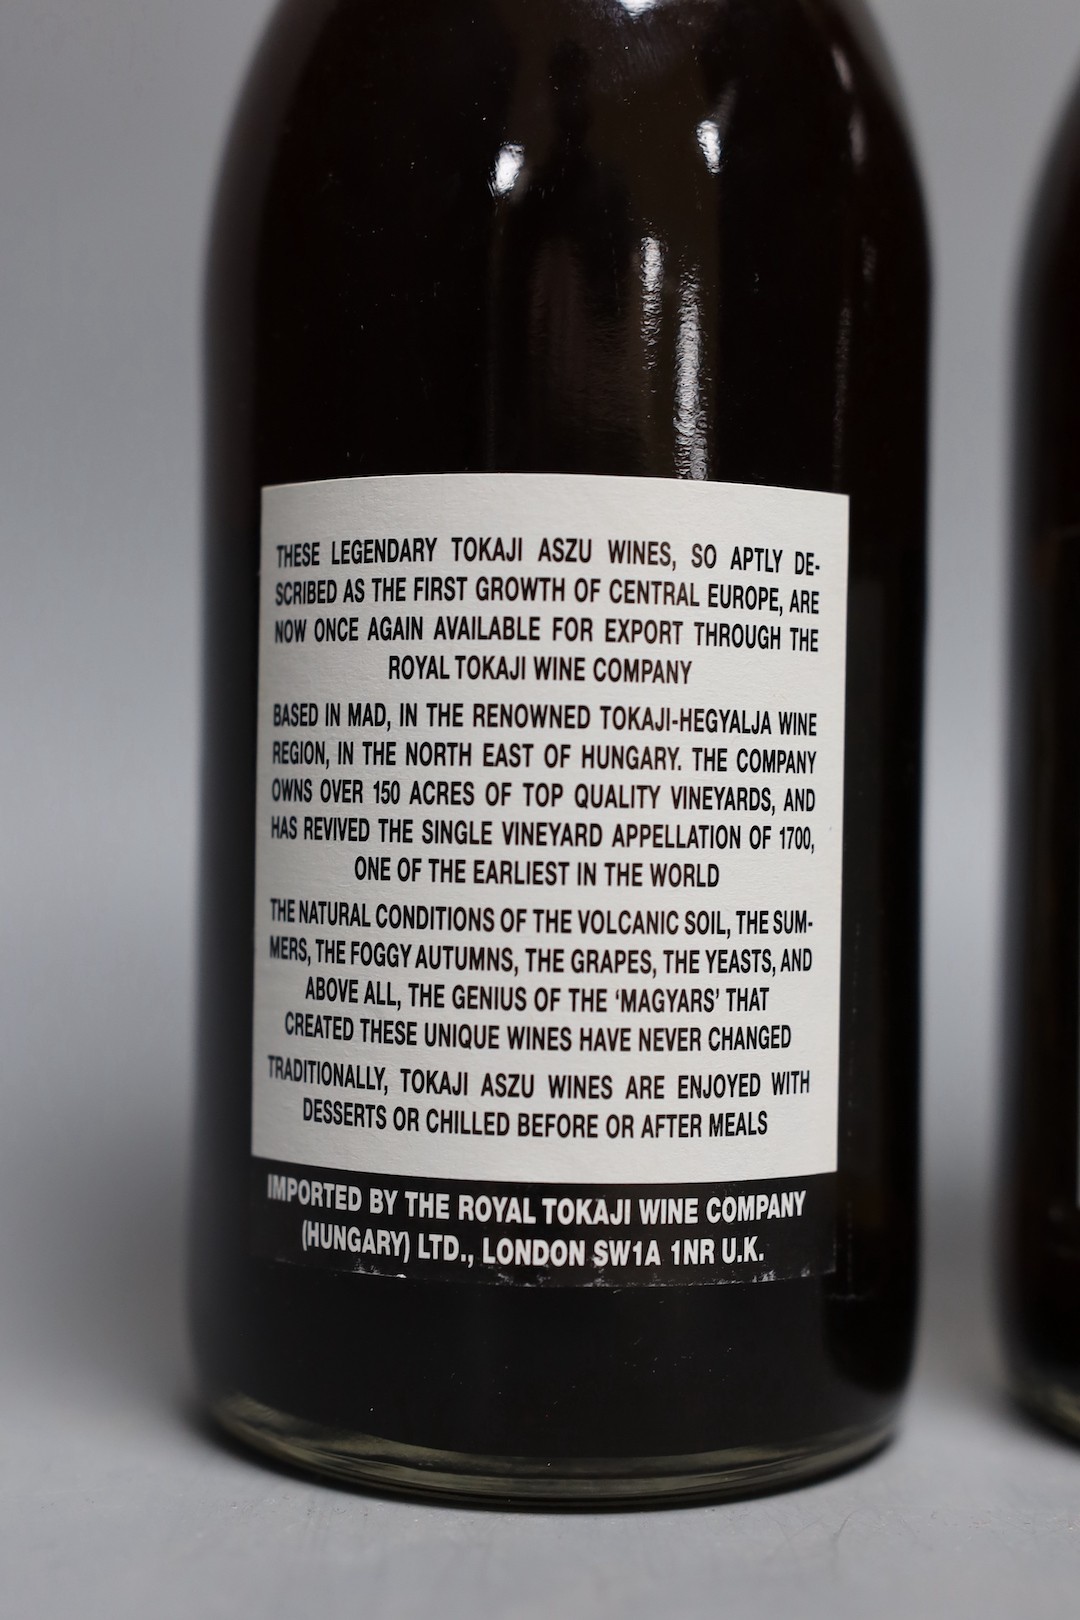 THESE LEGENDARY TOKAJI ASZU WINES, SO APTLY DE-
SCRIBED AS THE FIRST GROWTH OF CENTRAL EUROPE, ARE
NOW ONCE AGAIN AVAILABLE FOR EXPORT THROUGH THE
ROYAL TOKAJI WINE COMPANY
BASED IN MAD, IN THE RENOWNED TOKAJI-HEGYALJA WINE
REGION, IN THE NORTH EAST OF HUNGARY. THE COMPANY
OWNS OVER 150 ACRES OF TOP QUALITY VINEYARDS, AND
HAS REVIVED THE SINGLE VINEYARD APPELLATION OF 1700,
ONE OF THE EARLIEST IN THE WORLD
THE NATURAL CONDITIONS OF THE VOLCANIC SOIL, THE SUM-
MERS, THE FOGGY AUTUMNS, THE GRAPES, THE YEASTS, AND
ABOVE ALL, THE GENIUS OF THE ‘MAGYARS’ THAT
CREATED THESE UNIQUE WINES HAVE NEVER CHANGED
TRADITIONALLY, TOKAJI ASZU WINES ARE ENJOYED WITH
DESSERTS OR CHILLED BEFORE OR AFTER MEALS
IMPORTED BY THE ROYAL TOKAJI WINE COMPANY
(HUNGARY) LTD., LONDON SW1A 1NR U.K.